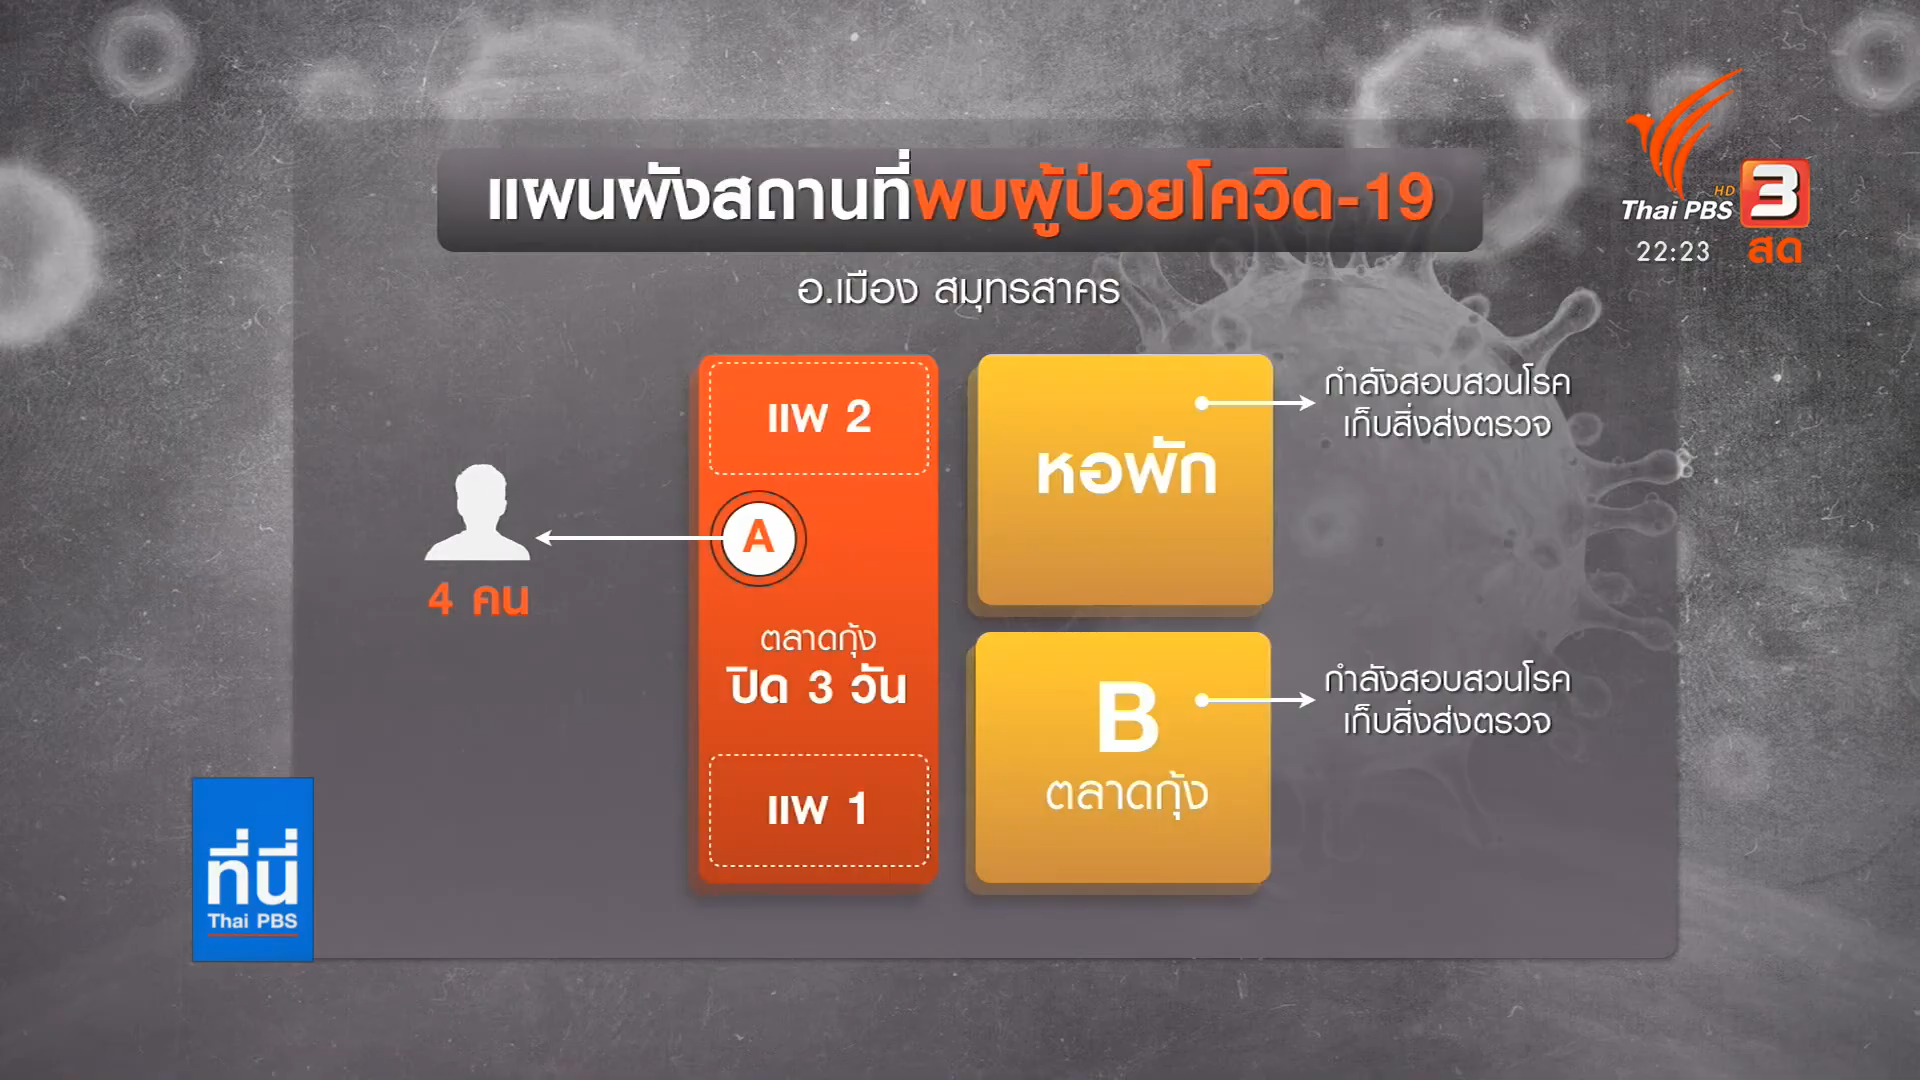 แผนผังสถานที่พบผู้ป่วยโควิด-19
อ.เมือง สมุทรสาคร
HD
Thai PBS 3
22:23 สด
แพ 2
A
4 คน
ตลาดกุ้ง
ปิด 3 วัน
แพ 1
หอพัก
กำลังสอบสวนโรค
เก็บสิ่งส่งตรวจ
B
ตลาดกุ้ง
กำลังสอบสวนโรค
เก็บสิ่งส่งตรวจ
ที่นี่
Thai PBS